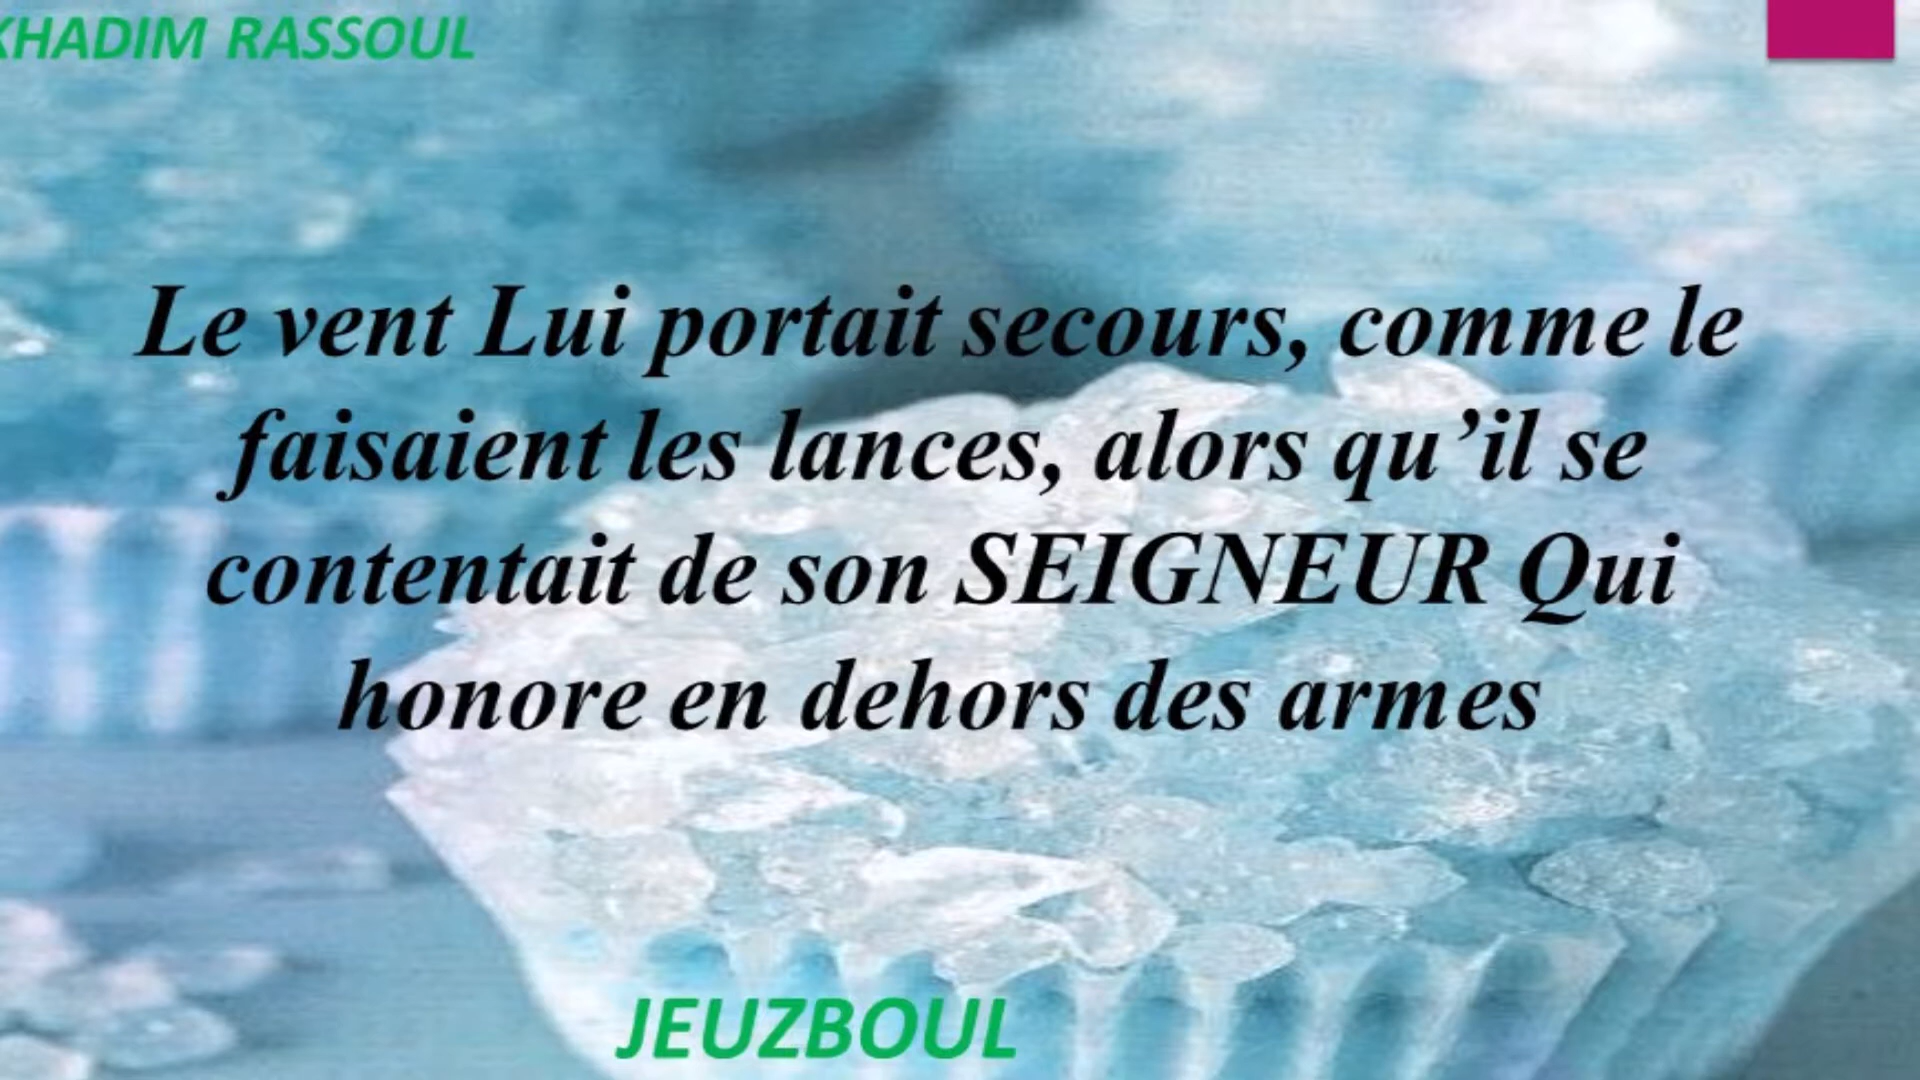 KHADIM RASSOUL
Le vent Lui portait secours, comme le
faisaient les lances, alors qu’il se
contentait de son SEIGNEUR Qui
honore en dehors des armes
JEUZBOUL